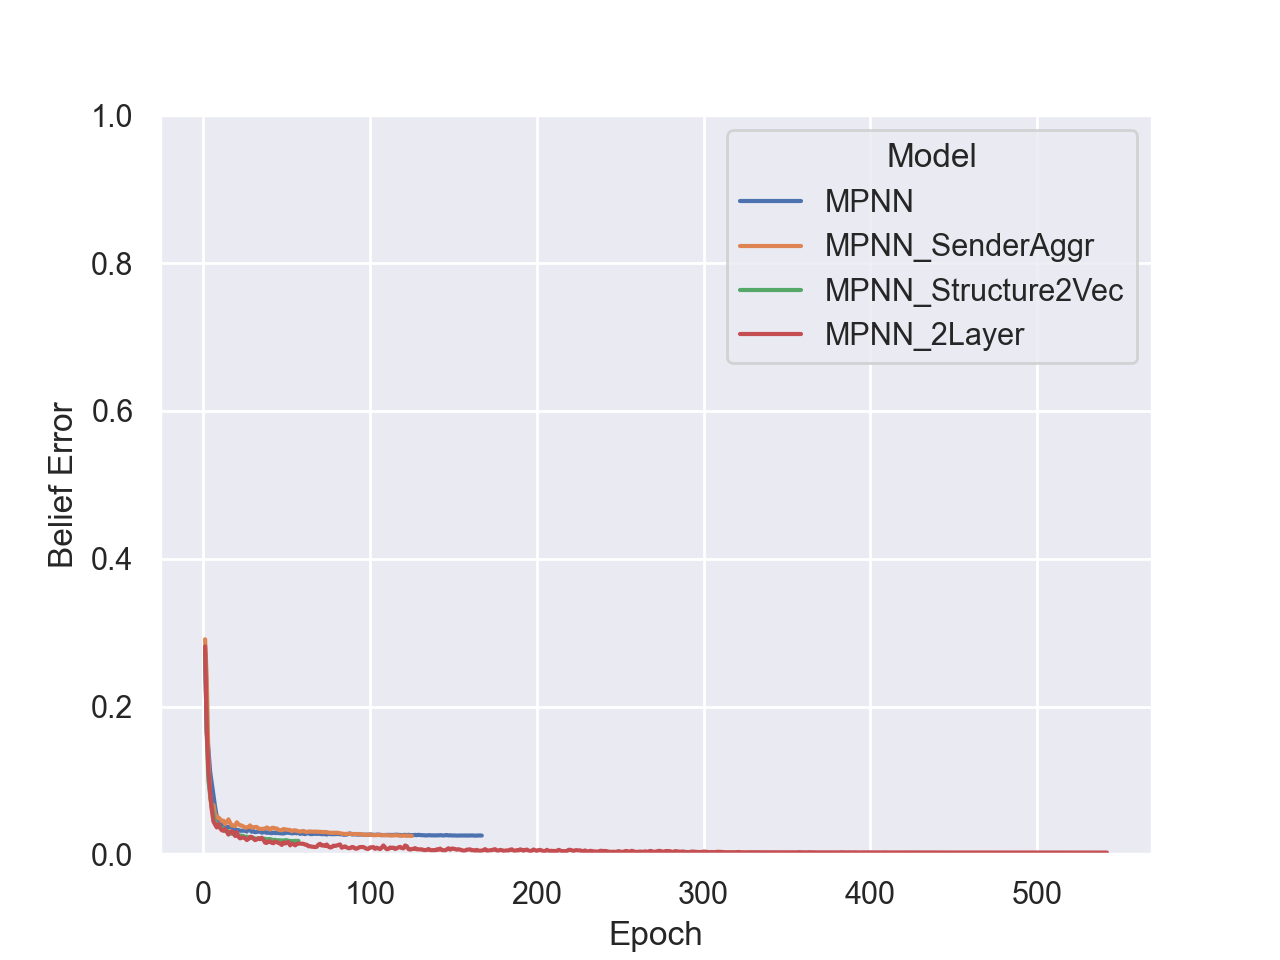 1.0
0.8
0.6
0.4
0.2
0.0
Belief Error
Model
MPNN
MPNN_SenderAggr
MPNN_Structure2Vec
MPNN_2Layer
0 100 200 300 400 500
Epoch